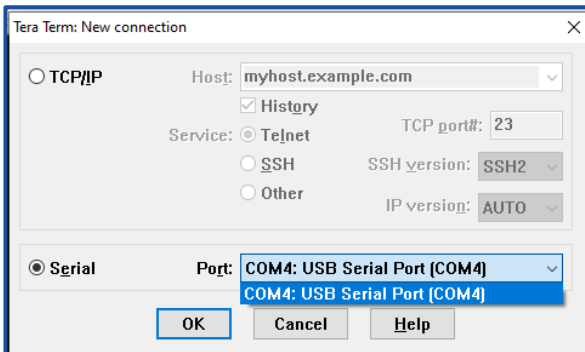 Tera Term: New connection
TCP/IP Host: myhost.example.com
History
Service: Telnet TCP port#: 23
SSH SSH version: SSH2
Other IP version: AUTO
Serial Port: COM4: USB Serial Port (COM4)
COM4: USB Serial Port (COM4)
OK Cancel Help